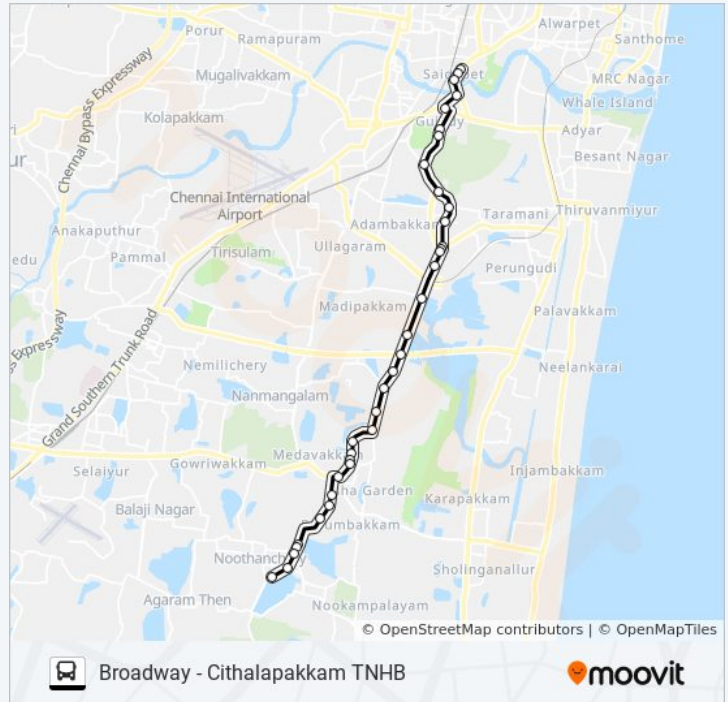 Alwarpet
Porur
Ramapuram
Santhome
Mugalivakkam
MRC Nagar
Chennai Bypass Expressway
Kolapakkam
Whale Island
Adyar
Besant Nagar
Chennai International
Airport
Taramani
Thiruvanmiyur
Adambakkam
Anakaputhur
Ullagaram
edu
Pammal
Tirisulam
Perungudi
Madipakkam
Palavakkam
s Expressway
Grand Southern Trunk Road
Nemilichery
Neelankarai
Nanmangalam
Gowriwakkam
Selaiyur
Injambakkam
Karapakkam
Balaji Nagar
Sholinganallur
Agaram Then
Nookampalayam
© OpenStreetMap contributors | © OpenMapTiles
Broadway - Cithalapakkam TNHB
moovit